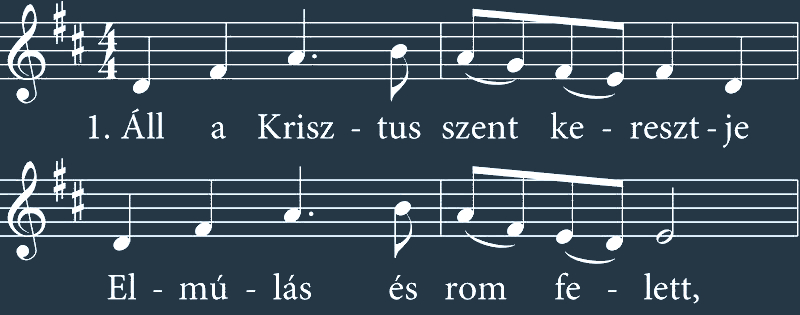 1. Áll a Krisz - tus szent ke - reszt - je
El - mú - lás és rom fe - lett,